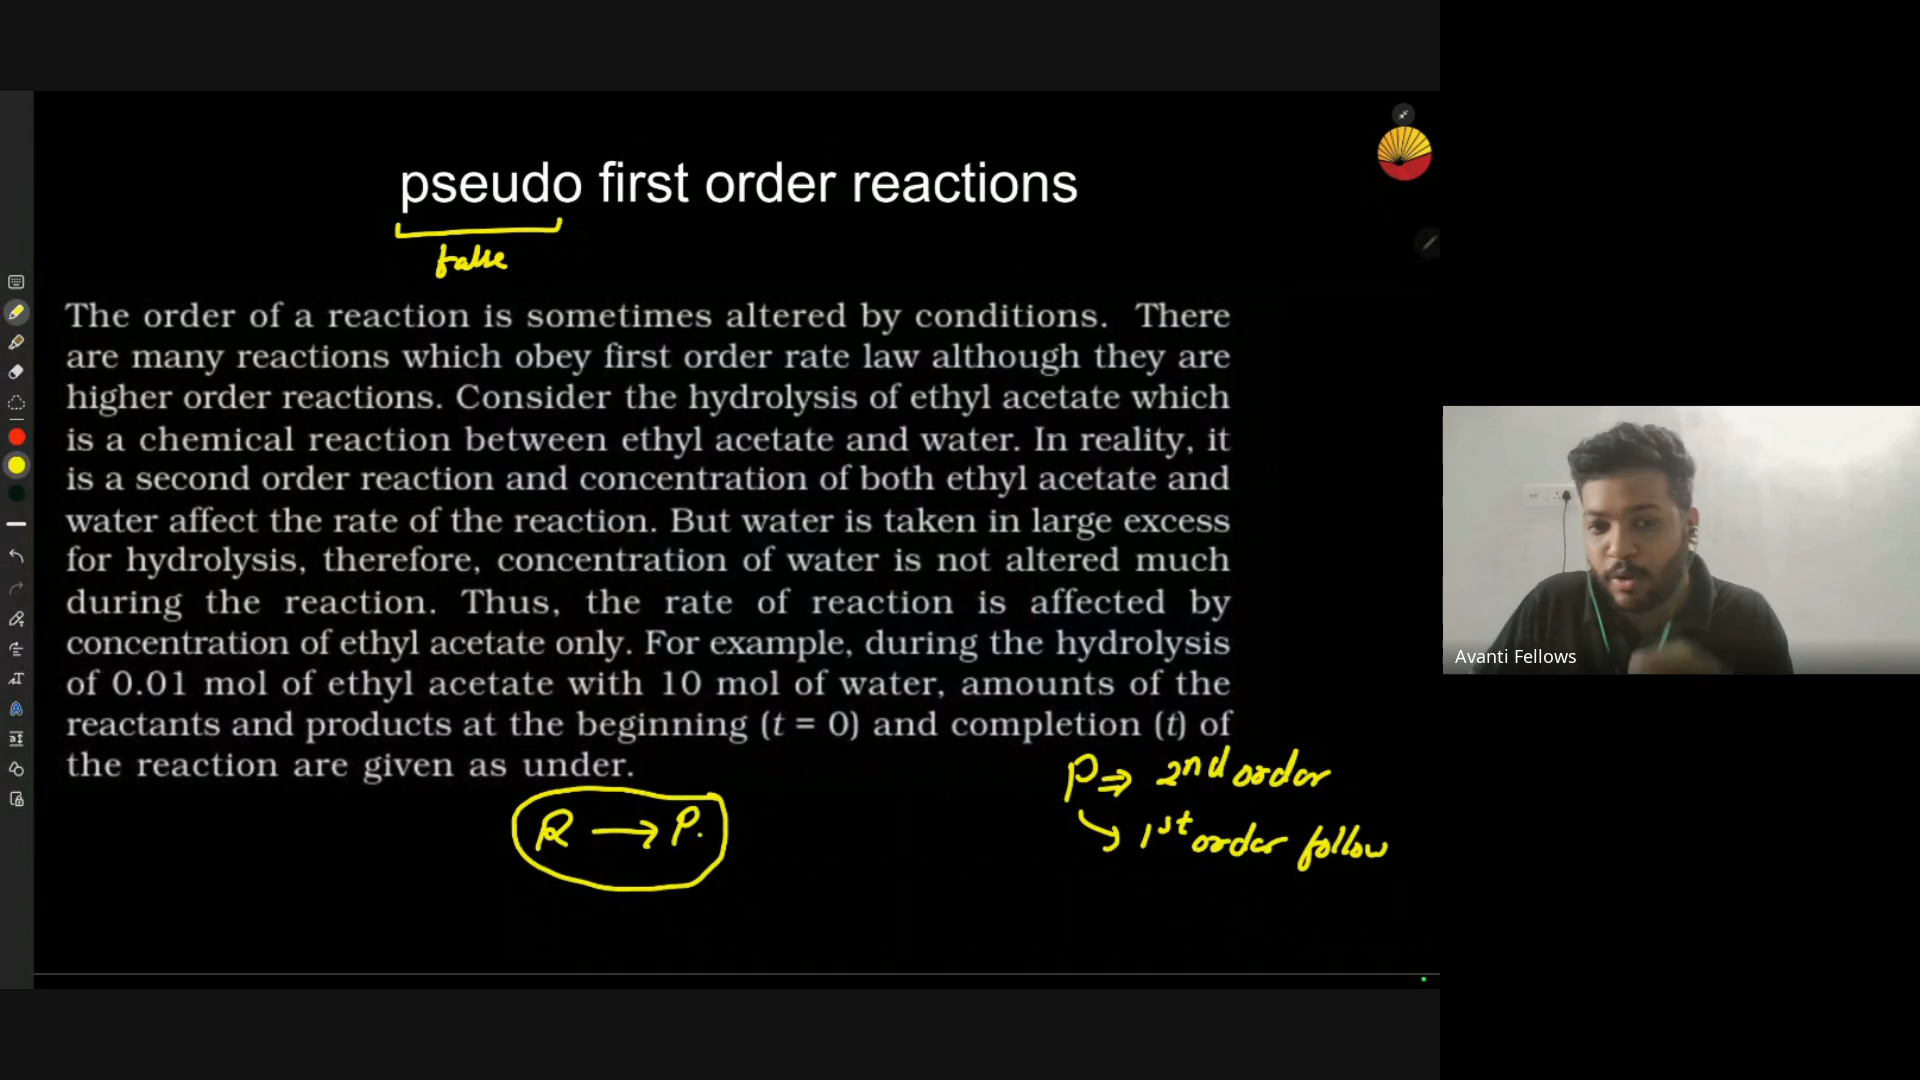 pseudo first order reactions
false
The order of a reaction is sometimes altered by conditions. There
are many reactions which obey first order rate law although they are
higher order reactions. Consider the hydrolysis of ethyl acetate which
is a chemical reaction between ethyl acetate and water. In reality, it
is a second order reaction and concentration of both ethyl acetate and
water affect the rate of the reaction. But water is taken in large excess
for hydrolysis, therefore, concentration of water is not altered much
during the reaction. Thus, the rate of reaction is affected by
concentration of ethyl acetate only. For example, during the hydrolysis
of 0.01 mol of ethyl acetate with 10 mol of water, amounts of the
reactants and products at the beginning (t = 0) and completion (t) of
the reaction are given as under.
P ⇒ 2nd order
R → P.
↳ 1st order follow
Avanti Fellows